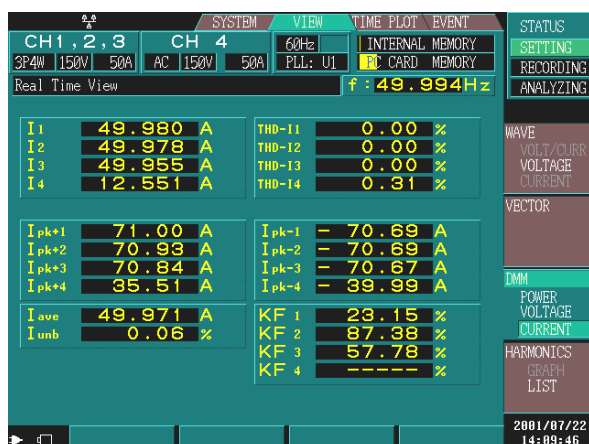 SYSTEM VIEW TIME PLOT EVENT
CH1,2,3 CH 4 60Hz INTERNAL MEMORY
3P4W 150V 50A AC 150V 50A PLL: U1 PC CARD MEMORY
Real Time View f:49.994Hz
I1 49.980 A THD-I1 0.00 %
I2 49.978 A THD-I2 0.00 %
I3 49.955 A THD-I3 0.00 %
I4 12.551 A THD-I4 0.31 %
Ipk+1 71.00 A Ipk-1 - 70.69 A
Ipk+2 70.93 A Ipk-2 - 70.69 A
Ipk+3 70.84 A Ipk-3 - 70.67 A
Ipk+4 35.51 A Ipk-4 - 39.99 A
Iave 49.971 A KF 1 23.15 %
Iunb 0.06 % KF 2 87.38 %
KF 3 57.78 %
KF 4 ----- %
STATUS
SETTING
RECORDING
ANALYZING
WAVE
VOLT/CURR
VOLTAGE
CURRENT
VECTOR
DMM
POWER
VOLTAGE
CURRENT
HARMONICS
GRAPH
LIST
2001/07/22
14:09:46